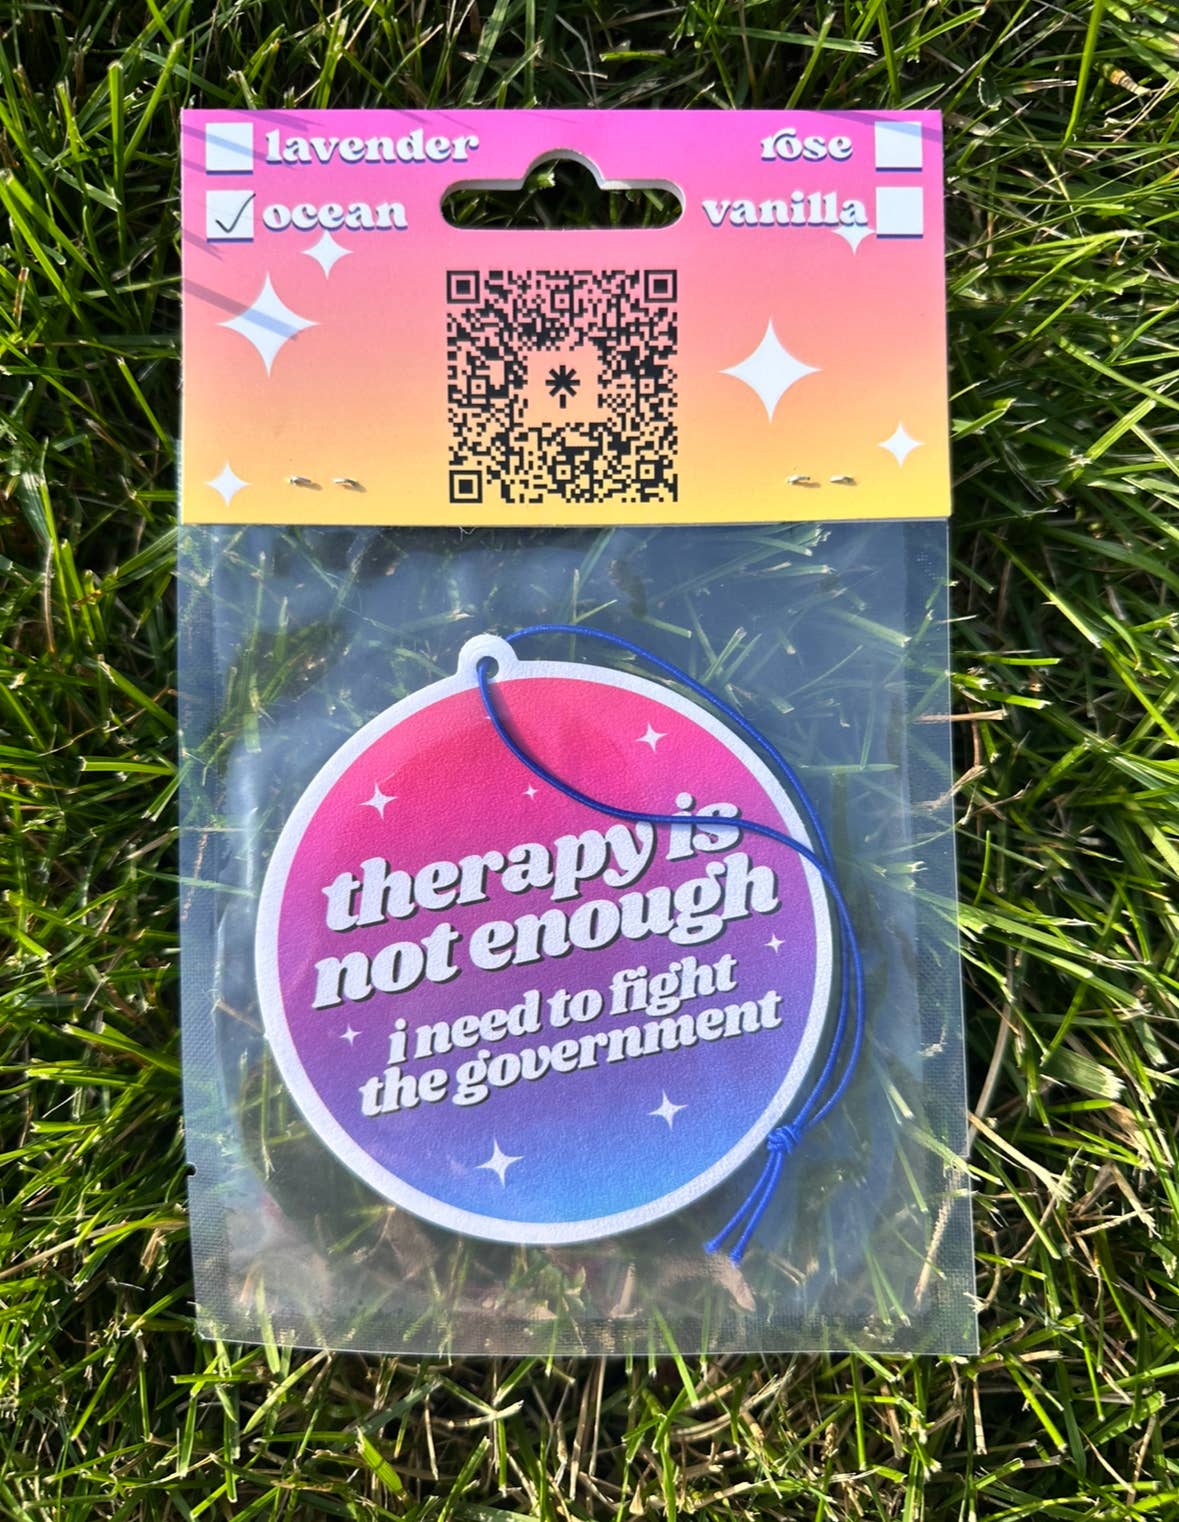 lavender
ocean
rose
vanilla
therapy is
not enough
i need to fight
the government